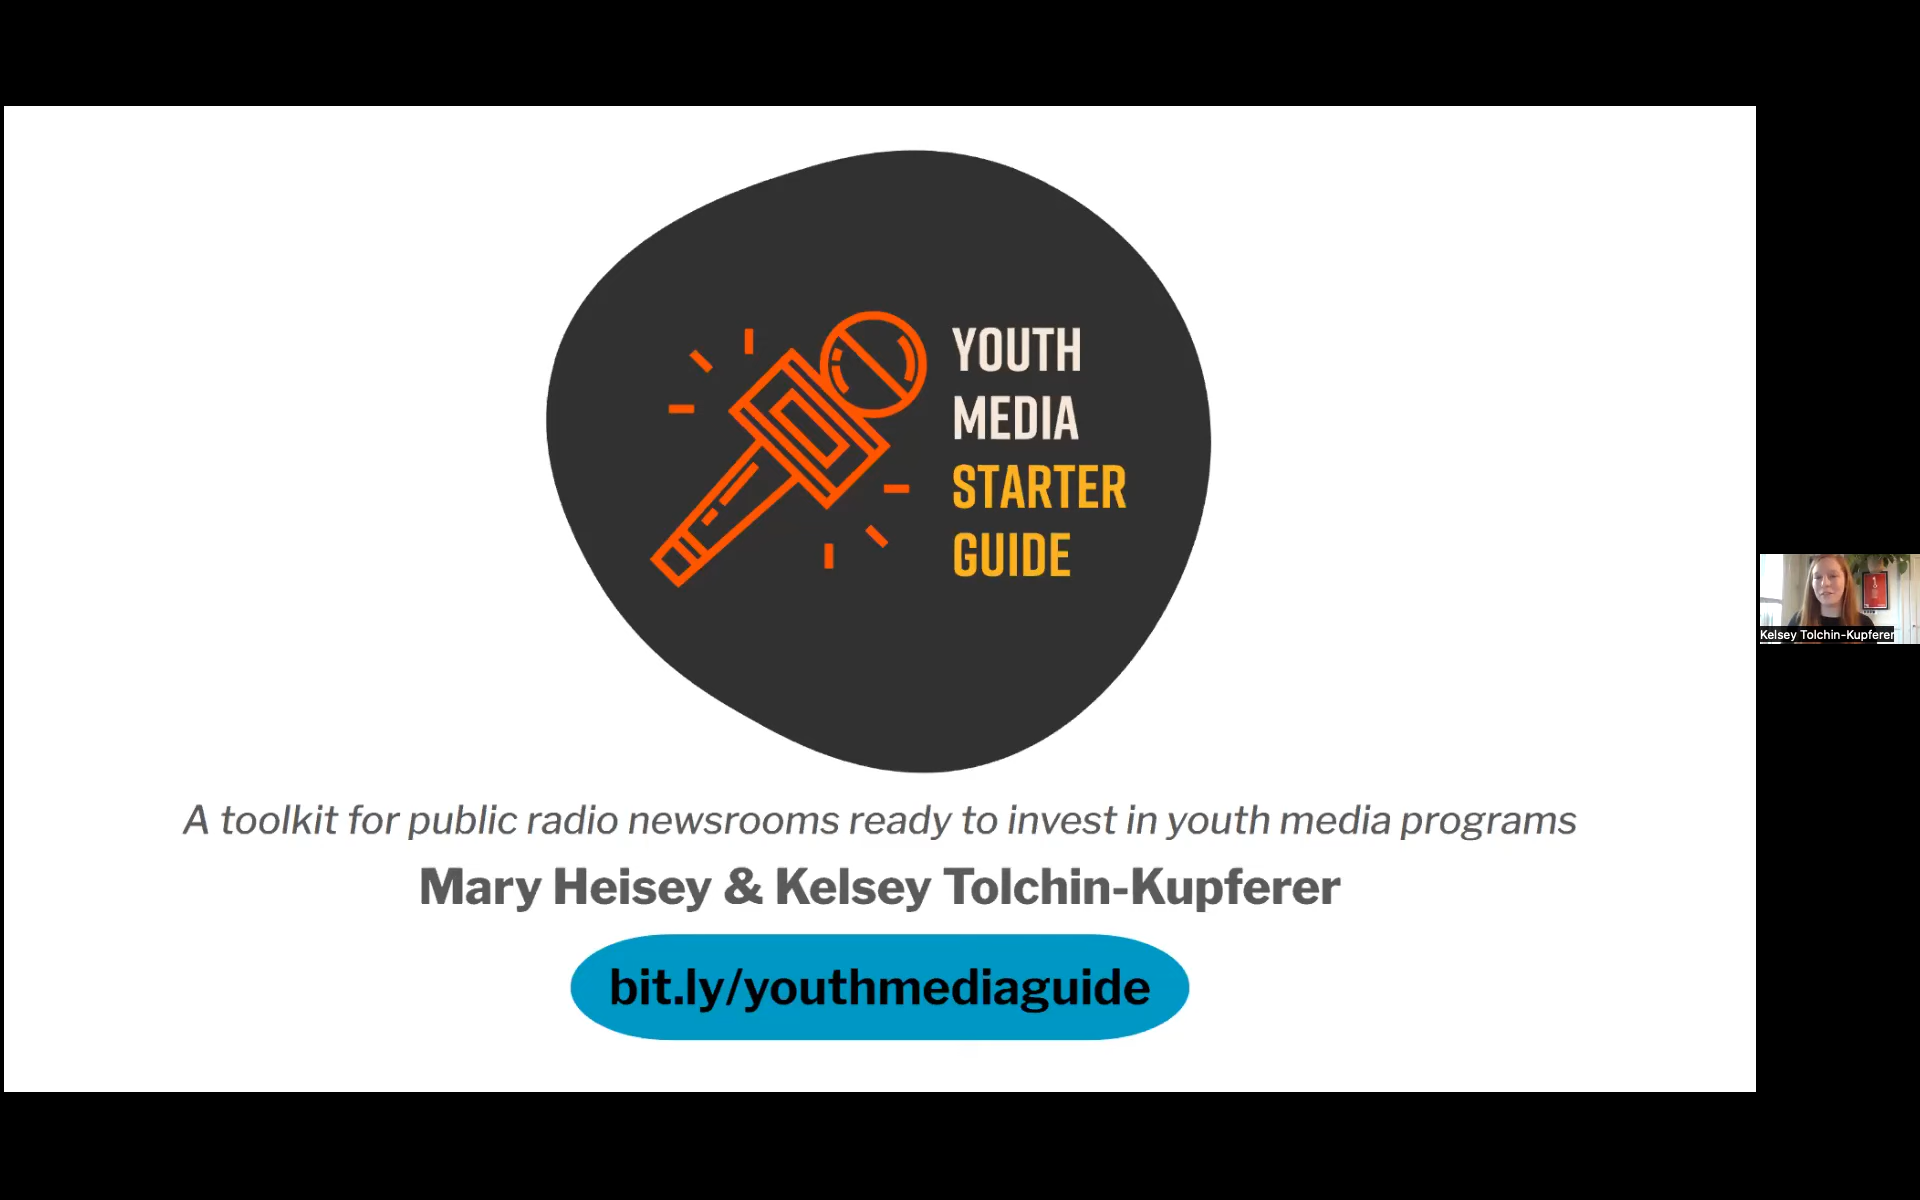 YOUTH
MEDIA
STARTER
GUIDE
A toolkit for public radio newsrooms ready to invest in youth media programs
Mary Heisey & Kelsey Tolchin-Kupferer
bit.ly/youthmediaguide
Kelsey Tolchin-Kupferer